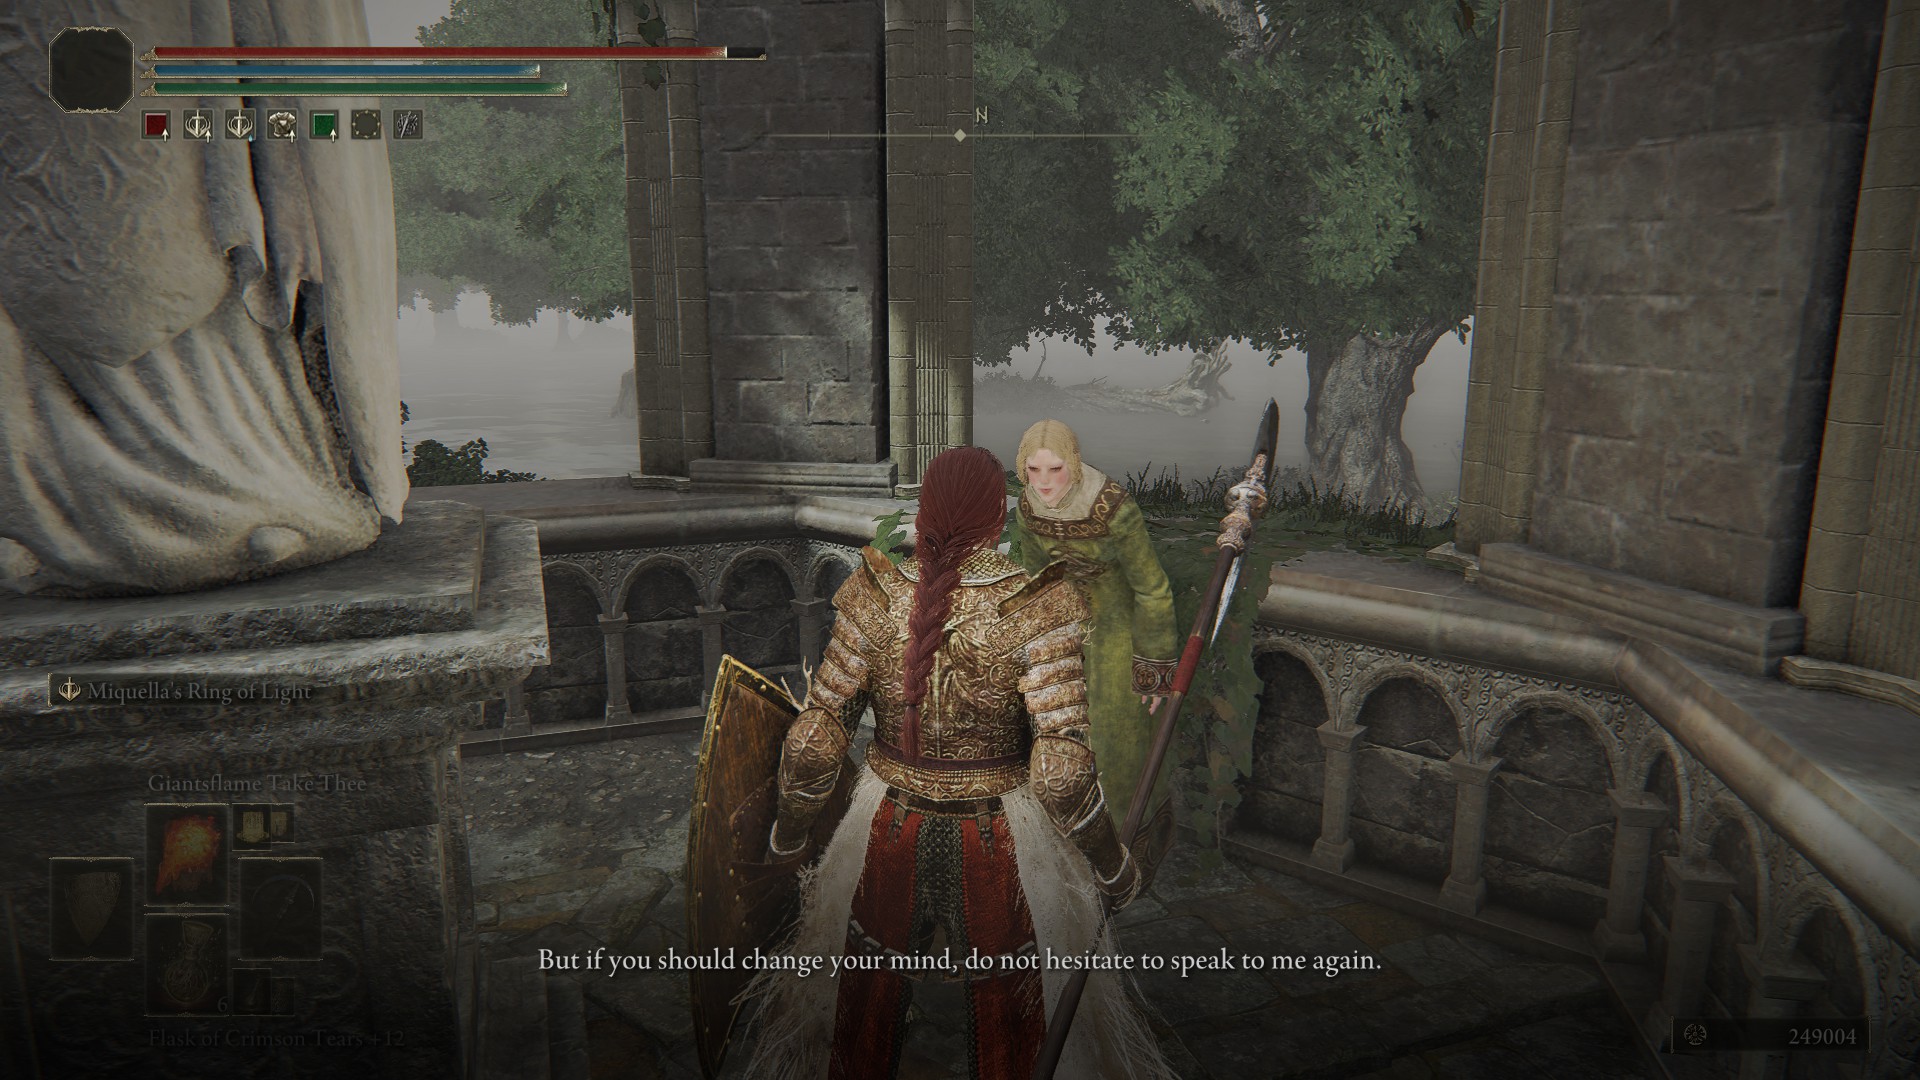 N
Miquella's Ring of Light
Giantsflame Take Thee
6
But if you should change your mind, do not hesitate to speak to me again.
Flask of Crimson Tears +12
249004